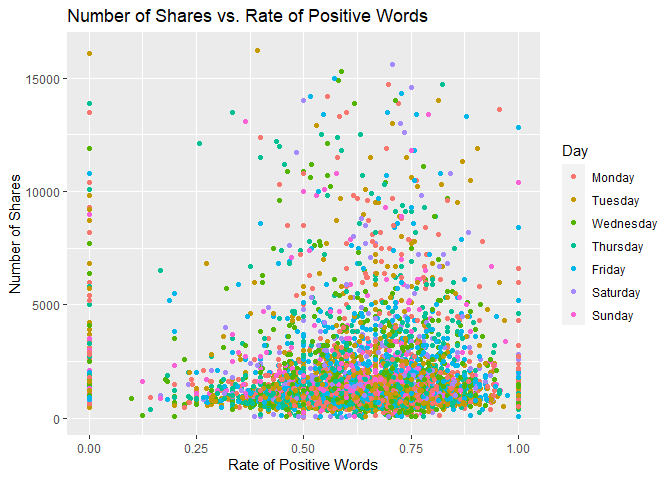 Number of Shares vs. Rate of Positive Words
Number of Shares
15000
10000
5000
0
0.00 0.25 0.50 0.75 1.00
Rate of Positive Words
Day
Monday
Tuesday
Wednesday
Thursday
Friday
Saturday
Sunday